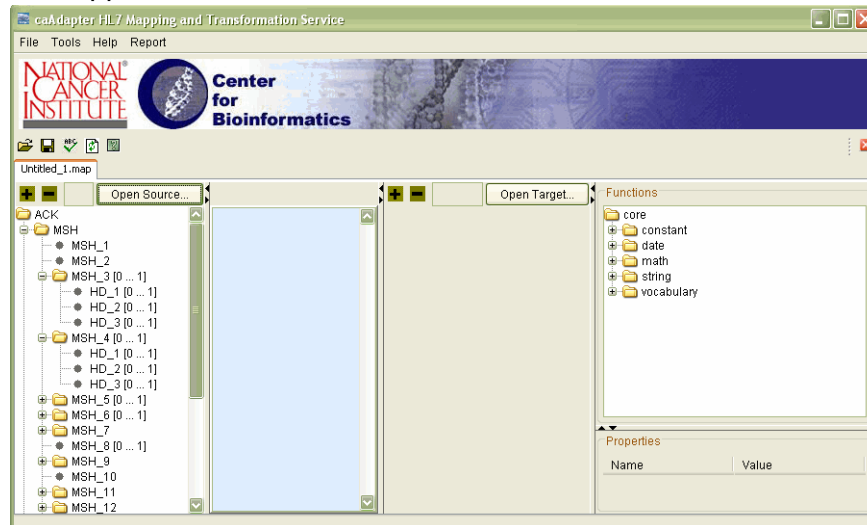 caAdapter HL7 Mapping and Transformation Service
File Tools Help Report
NATIONAL
CANCER
INSTITUTE
Center
for
Bioinformatics
Untitled_1.map
Open Source...
Open Target...
ACK
MSH
MSH_1
MSH_2
MSH_3 [0 ... 1]
HD_1 [0 ... 1]
HD_2 [0 ... 1]
HD_3 [0 ... 1]
MSH_4 [0 ... 1]
HD_1 [0 ... 1]
HD_2 [0 ... 1]
HD_3 [0 ... 1]
MSH_5 [0 ... 1]
MSH_6 [0 ... 1]
MSH_7
MSH_8 [0 ... 1]
MSH_9
MSH_10
MSH_11
MSH_12
Functions
core
constant
date
math
string
vocabulary
Properties
Name Value